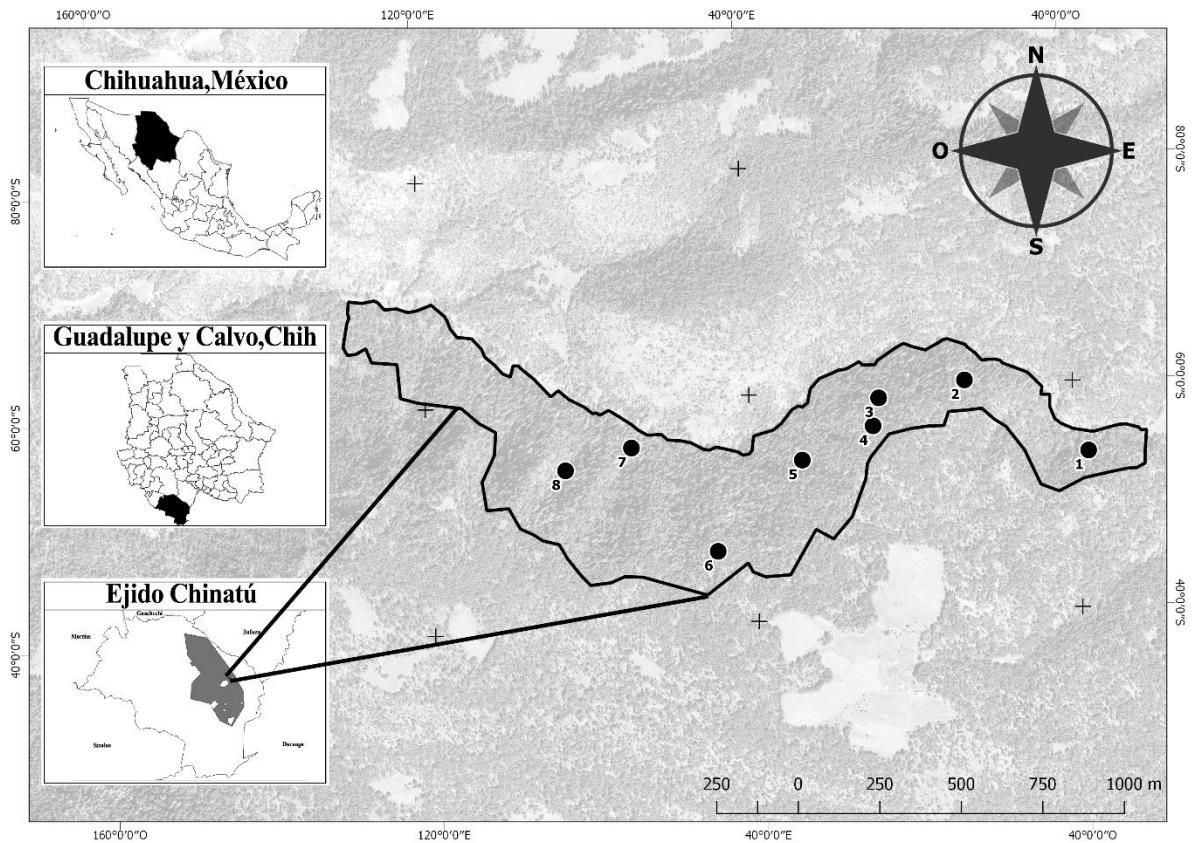 160°0'0"O 120°0'0"E 40°0'0"E 40°0'0"O
Chihuahua,México
N
O E
S
80°0'0"S
80°0'0"S
Guadalupe y Calvo,Chih
60°0'0"S
60°0'0"S
1
2
3
4
5
6
7
8
Ejido Chinatú
Guachochi
Morelos
Balleza
Sinaloa
Durango
40°0'0"S
40°0'0"S
250 0 250 500 750 1000 m
160°0'0"O 120°0'0"E 40°0'0"E 40°0'0"O